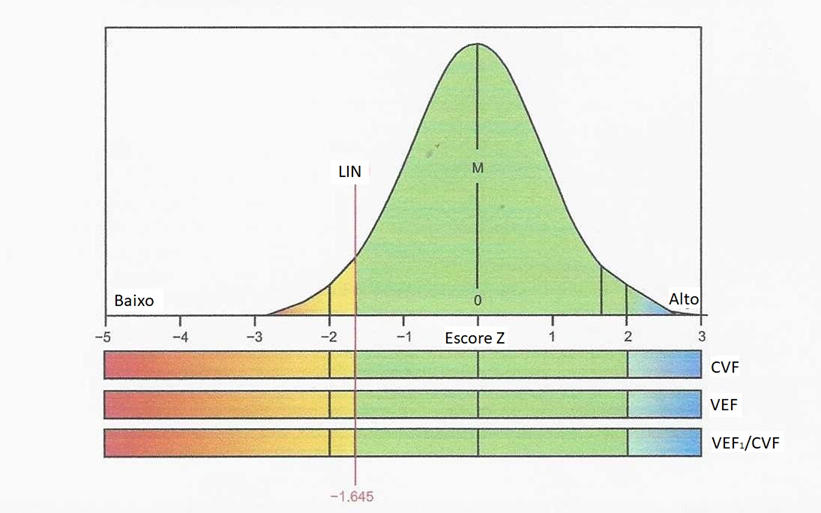 LIN
M
0
Baixo
Alto
−5 −4 −3 −2 −1 Escore Z 1 2 3
CVF
VEF
VEF₁/CVF
−1.645